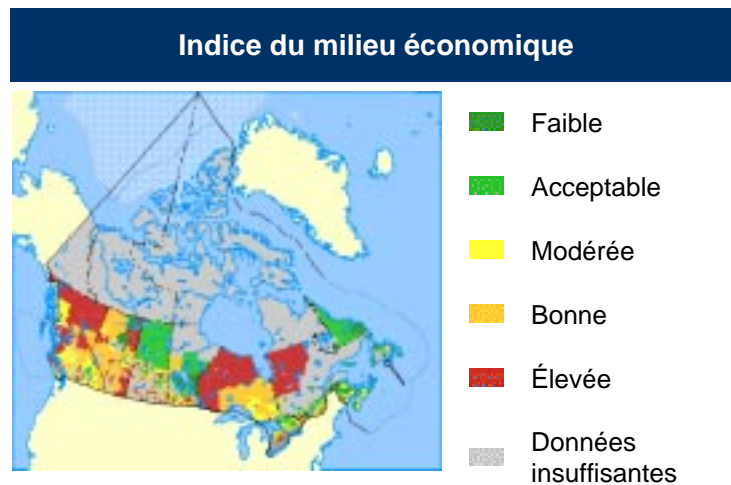 Indice du milieu économique
Faible
Acceptable
Modérée
Bonne
Élevée
Données
insuffisantes